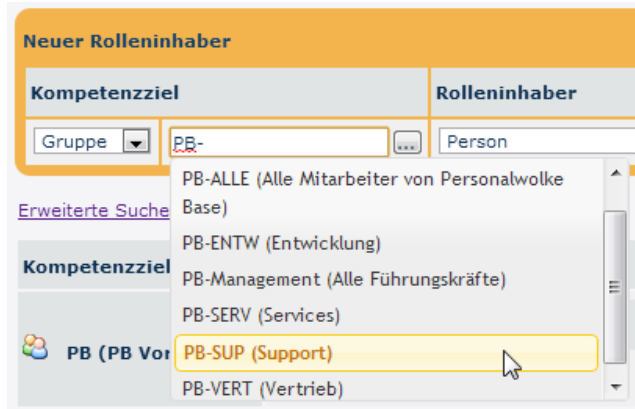 Neuer Rolleninhaber
Kompetenzziel
Rolleninhaber
Gruppe
PB-
...
Person
PB-ALLE (Alle Mitarbeiter von Personalwolke
Base)
PB-ENTW (Entwicklung)
PB-Management (Alle Führungskräfte)
PB-SERV (Services)
PB-SUP (Support)
PB-VERT (Vertrieb)
Erweiterte Suche
Kompetenzziel
PB (PB Vor